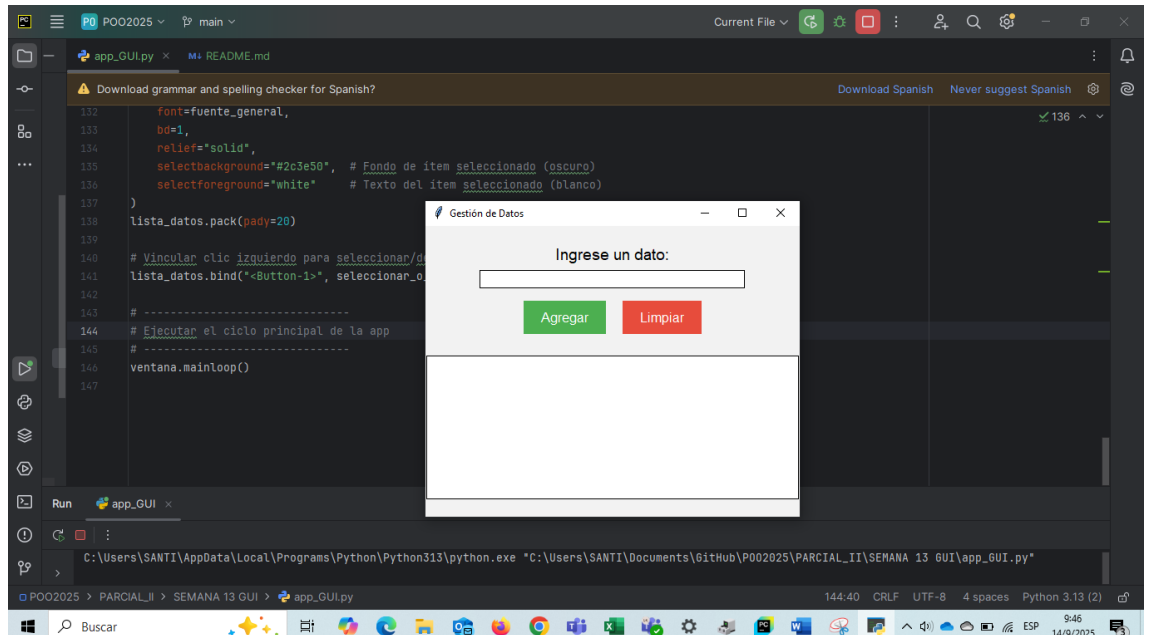 PC
PO POO2025 main
Current File
app_GUI.py × M↓ README.md
Download grammar and spelling checker for Spanish? Download Spanish Never suggest Spanish
132 font=fuente_general,
133 bd=1,
134 relief="solid",
135 selectbackground="#2c3e50", # Fondo de ítem seleccionado (oscuro)
136 selectforeground="white" # Texto del ítem seleccionado (blanco)
137 )
138 lista_datos.pack(pady=20)
139
140 # Vincular clic izquierdo para seleccionar/d
141 lista_datos.bind("<Button-1>", seleccionar_o
142
143 # -------------------------------
144 # Ejecutar el ciclo principal de la app
145 # -------------------------------
146 ventana.mainloop()
147
136
Gestión de Datos
Ingrese un dato:
Agregar Limpiar
Run app_GUI ×
C:\Users\SANTI\AppData\Local\Programs\Python\Python313\python.exe "C:\Users\SANTI\Documents\GitHub\POO2025\PARCIAL_II\SEMANA 13 GUI\app_GUI.py"
POO2025 > PARCIAL_II > SEMANA 13 GUI > app_GUI.py 144:40 CRLF UTF-8 4 spaces Python 3.13 (2)
Buscar ESP 9:46
14/9/2025